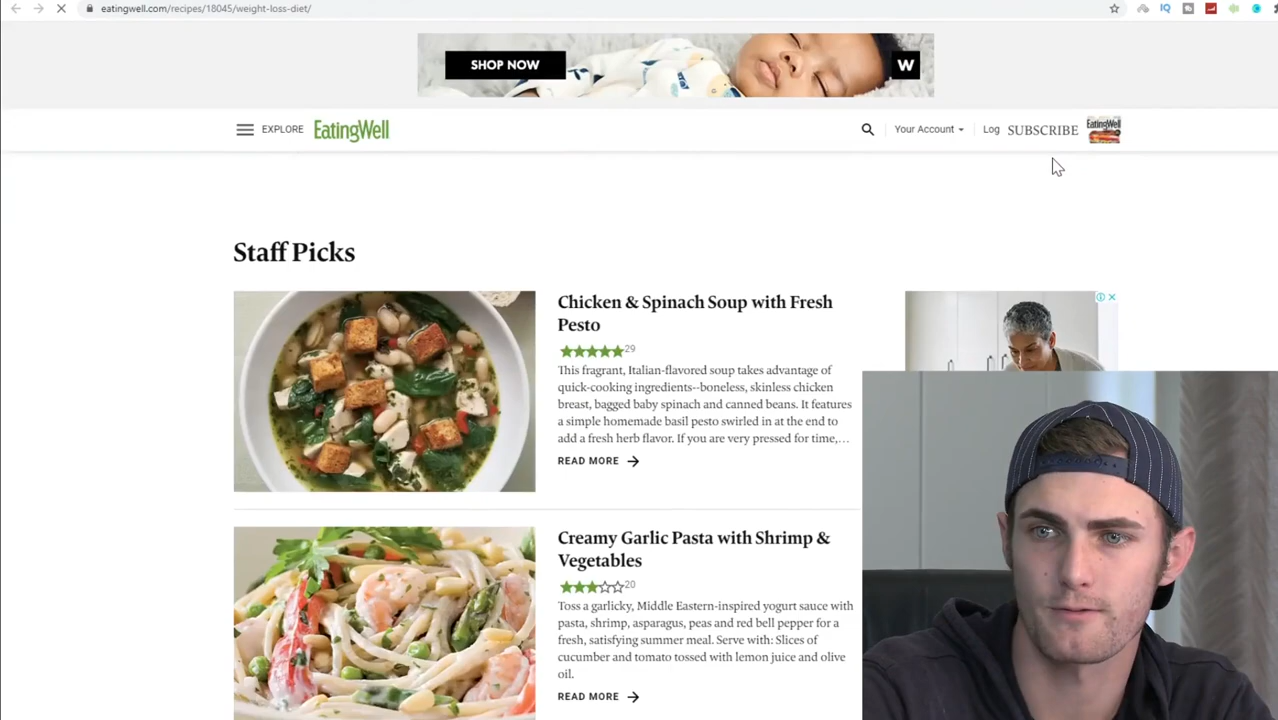 eatingwell.com/recipes/18045/weight-loss-diet/
IQ
SHOP NOW
W
EXPLORE
EatingWell
Your Account
Log
SUBSCRIBE
EatingWell
Staff Picks
Chicken & Spinach Soup with Fresh
Pesto
29
This fragrant, Italian-flavored soup takes advantage of
quick-cooking ingredients--boneless, skinless chicken
breast, bagged baby spinach and canned beans. It features
a simple homemade basil pesto swirled in at the end to
add a fresh herb flavor. If you are very pressed for time,…
READ MORE
Creamy Garlic Pasta with Shrimp &
Vegetables
20
Toss a garlicky, Middle Eastern-inspired yogurt sauce with
pasta, shrimp, asparagus, peas and red bell pepper for a
fresh, satisfying summer meal. Serve with: Slices of
cucumber and tomato tossed with lemon juice and olive
oil.
READ MORE